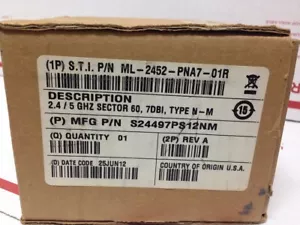 (1P) S.T.I. P/N ML-2452-PNA7-01R
DESCRIPTION
2.4 / 5 GHZ SECTOR 60, 7DBI, TYPE N-M
(P) MFG P/N S24497PS12NM
(Q) QUANTITY 01
(2P) REV A
(D) DATE CODE 25JUN12
COUNTRY OF ORIGIN U.S.A.
15